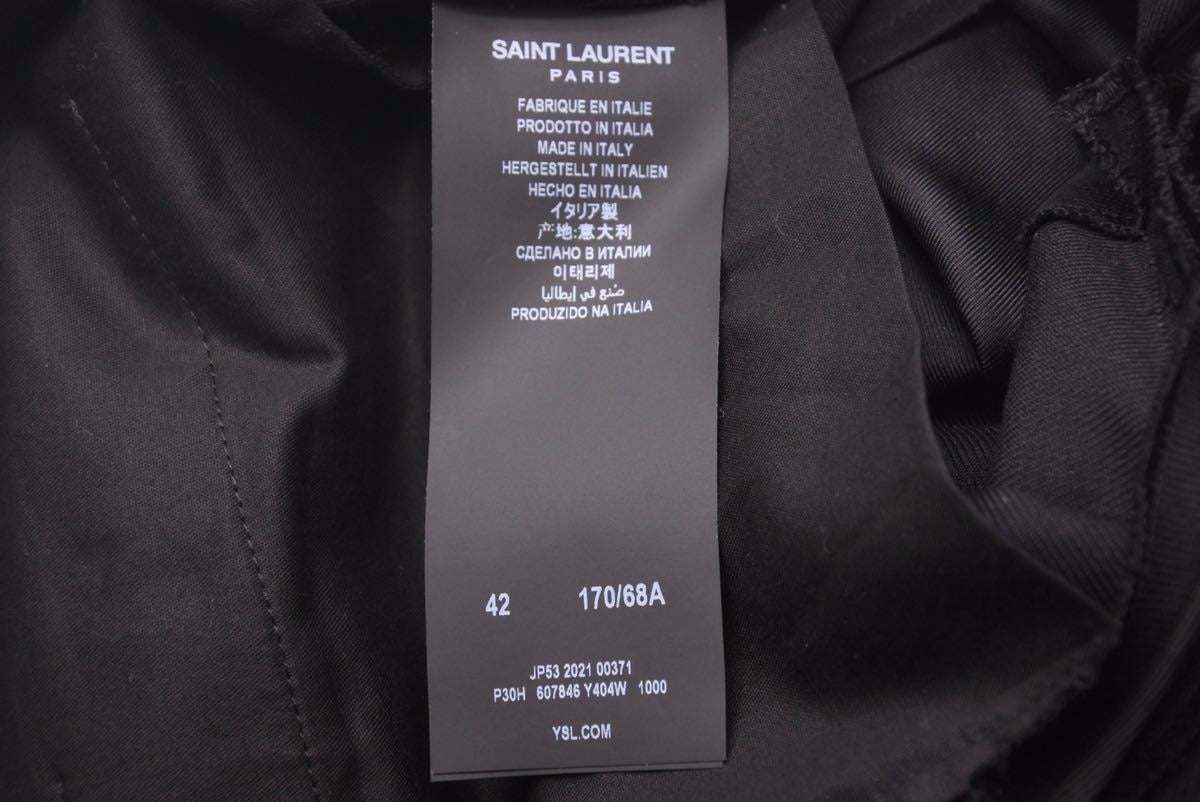 SAINT LAURENT
PARIS
FABRIQUE EN ITALIE
PRODOTTO IN ITALIA
MADE IN ITALY
HERGESTELLT IN ITALIEN
HECHO EN ITALIA
イタリア製
产地:意大利
СДЕЛАНО В ИТАЛИИ
이태리제
صُنع في إيطاليا
PRODUZIDO NA ITALIA
42 170/68A
JP53 2021 00371
P30H 607846 Y404W 1000
YSL.COM